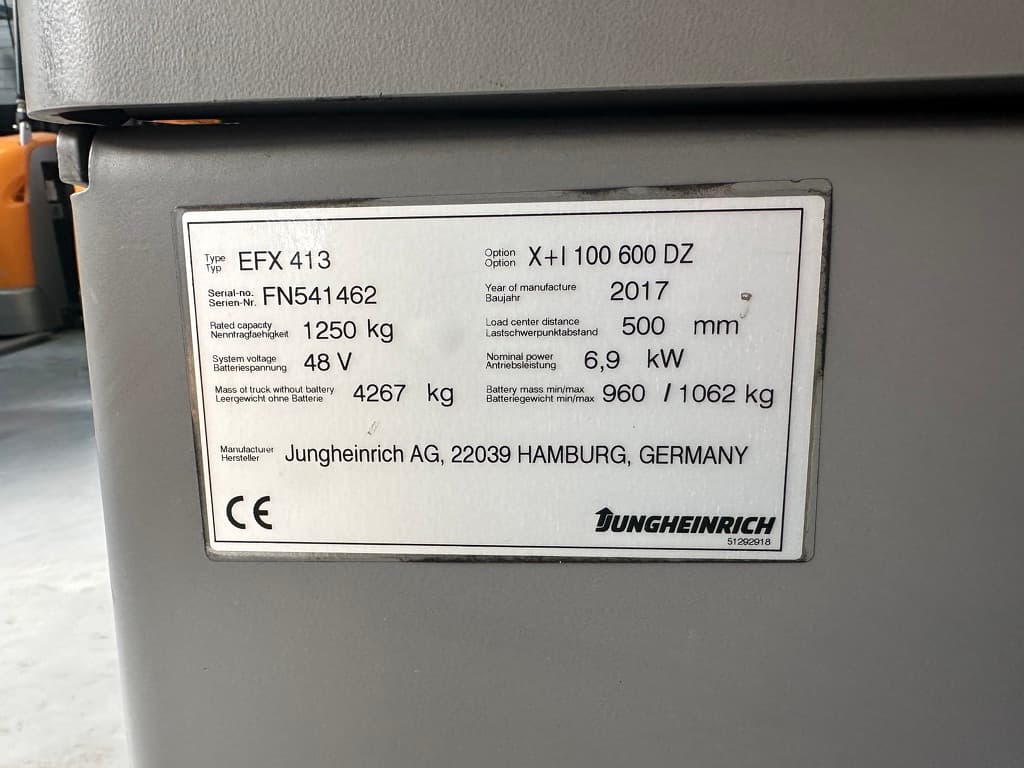 Type
Typ EFX 413 Option
Option X+I 100 600 DZ
Serial-no.
Serien-Nr. FN541462 Year of manufacture
Baujahr 2017
Rated capacity
Nenntragfaehigkeit 1250 kg Load center distance
Lastschwerpunktabstand 500 mm
System voltage
Batteriespannung 48 V Nominal power
Antriebsleistung 6,9 kW
Mass of truck without battery
Leergewicht ohne Batterie 4267 kg Battery mass min/max
Batteriegewicht min/max 960 / 1062 kg
Manufacturer
Hersteller Jungheinrich AG, 22039 HAMBURG, GERMANY
CE JUNGHEINRICH
51292918